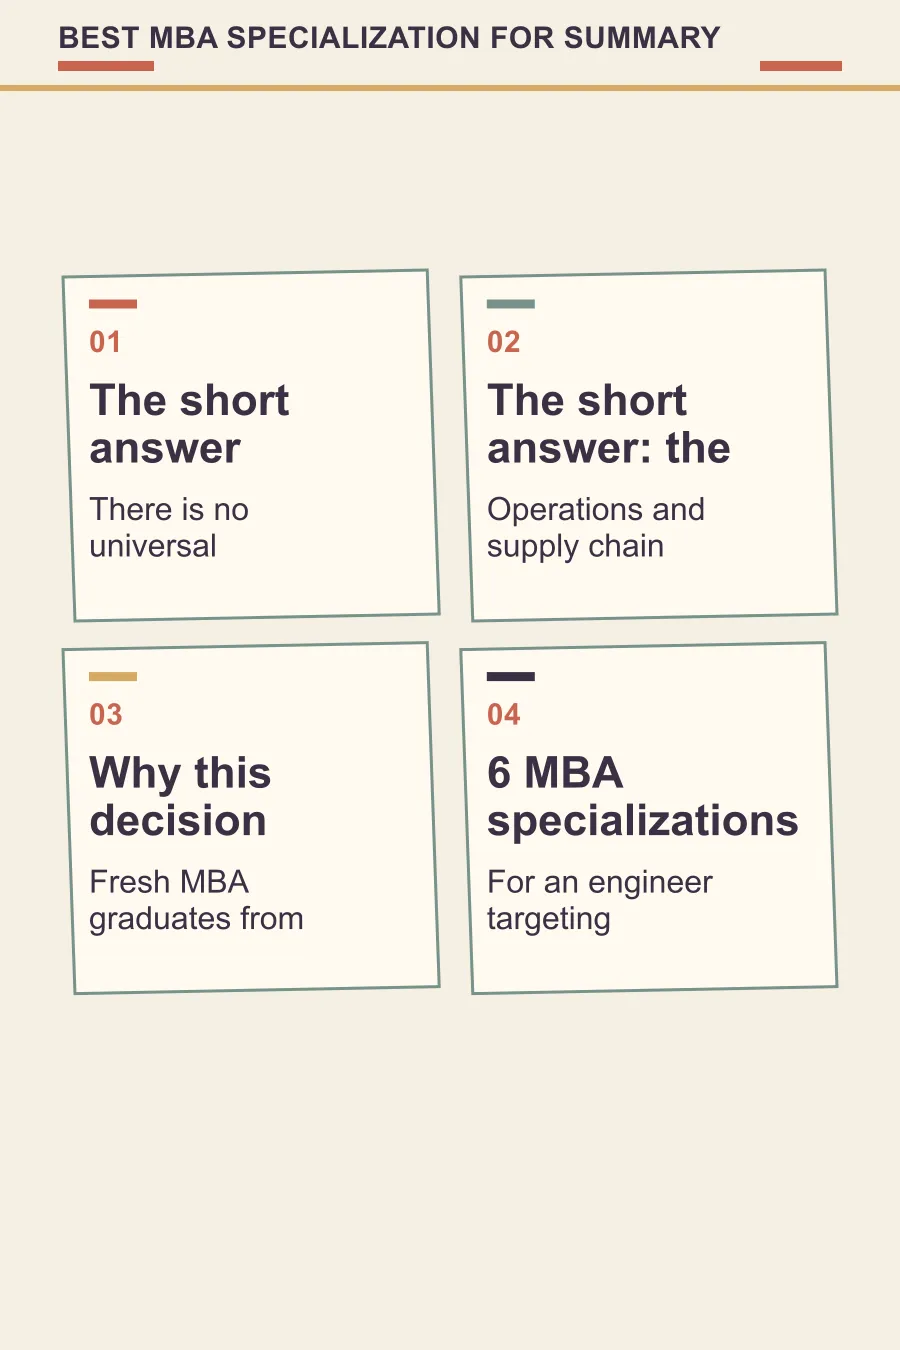 BEST MBA SPECIALIZATION FOR SUMMARY
01
The short
answer
There is no
universal
02
The short
answer: the
Operations and
supply chain
03
Why this
decision
Fresh MBA
graduates from
04
6 MBA
specializations
For an engineer
targeting